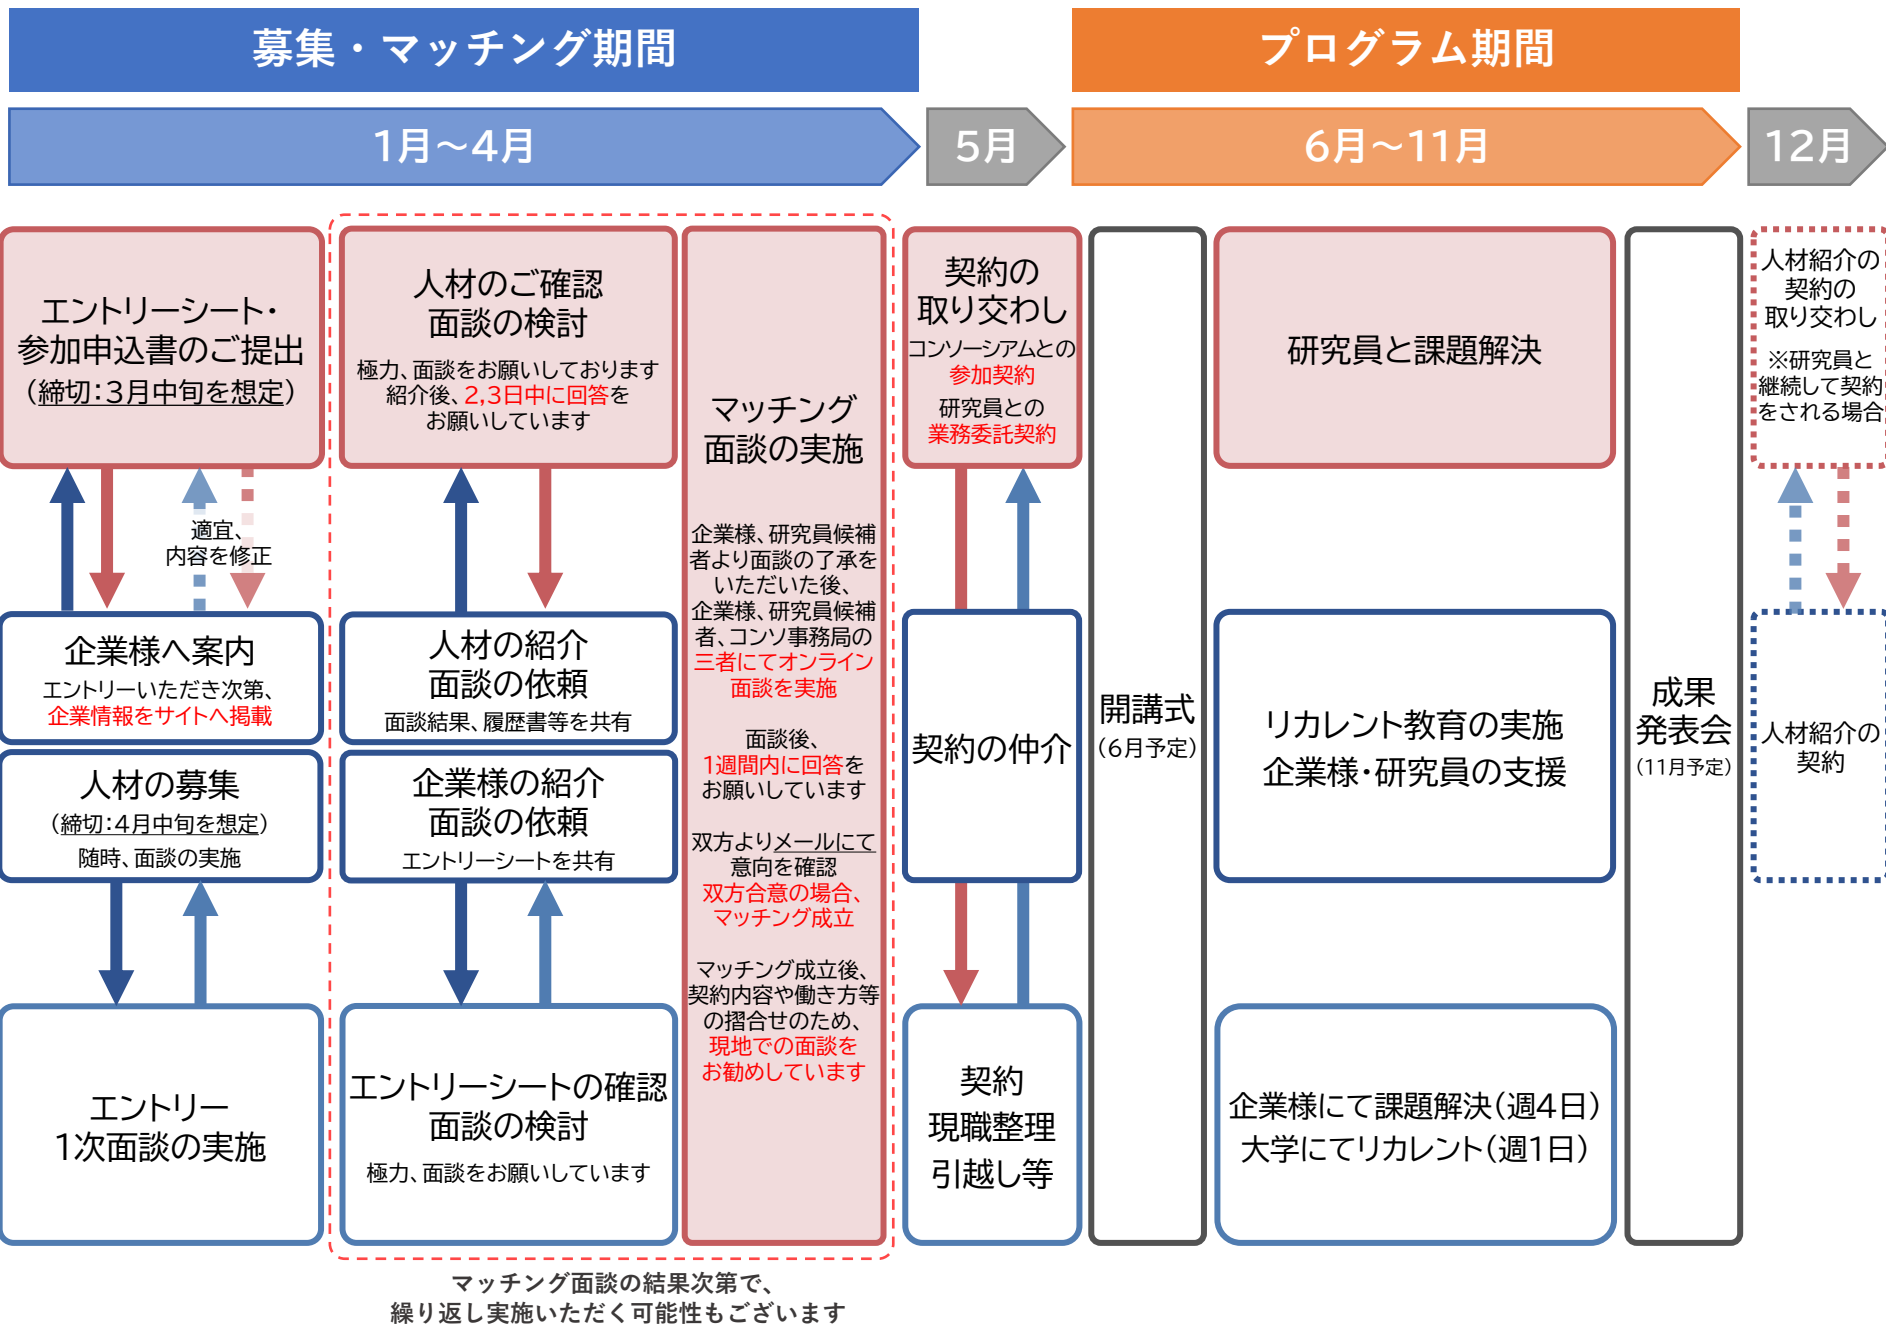 募集・マッチング期間
プログラム期間
1月～4月
5月
6月～11月
12月
エントリーシート・
参加申込書のご提出
（締切：3月中旬を想定）
適宜、
内容を修正
企業様へ案内
エントリーいただき次第、
企業情報をサイトへ掲載
人材の募集
（締切：4月中旬を想定）
随時、面談の実施
エントリー
1次面談の実施
人材のご確認
面談の検討
極力、面談をお願いしております
紹介後、2,3日中に回答を
お願いしています
人材の紹介
面談の依頼
面談結果、履歴書等を共有
企業様の紹介
面談の依頼
エントリーシートを共有
エントリーシートの確認
面談の検討
極力、面談をお願いしています
マッチング
面談の実施
企業様、研究員候補
者より面談の了承を
いただいた後、
企業様、研究員候補
者、コンソ事務局の
三者にてオンライン
面談を実施
面談後、
1週間内に回答を
お願いしています
双方よりメールにて
意向を確認
双方合意の場合、
マッチング成立
マッチング成立後、
契約内容や働き方等
の摺合せのため、
現地での面談を
お勧めしています
マッチング面談の結果次第で、
繰り返し実施いただく可能性もございます
契約の
取り交わし
コンソーシアムとの
参加契約
研究員との
業務委託契約
契約の仲介
契約
現職整理
引越し等
開講式
（6月予定）
研究員と課題解決
リカレント教育の実施
企業様・研究員の支援
企業様にて課題解決（週4日）
大学にてリカレント（週1日）
成果
発表会
（11月予定）
人材紹介の
契約の
取り交わし
※研究員と
継続して契約
をされる場合
人材紹介の
契約